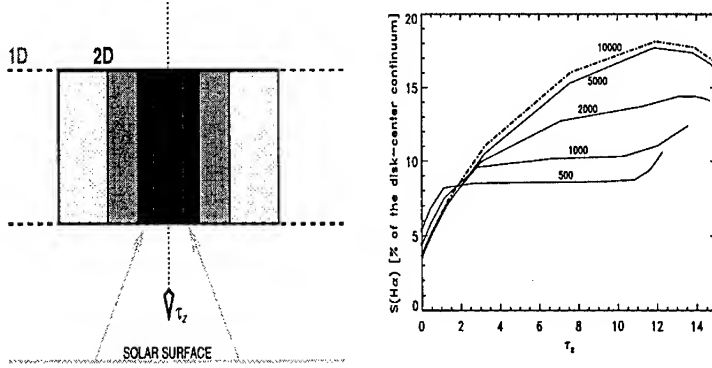 1D
2D
τz
SOLAR SURFACE
S(Hα) [% of the disk-center continuum]
20
15
10
5
0
10000
5000
2000
1000
500
0 2 4 6 8 10 12 14
τz